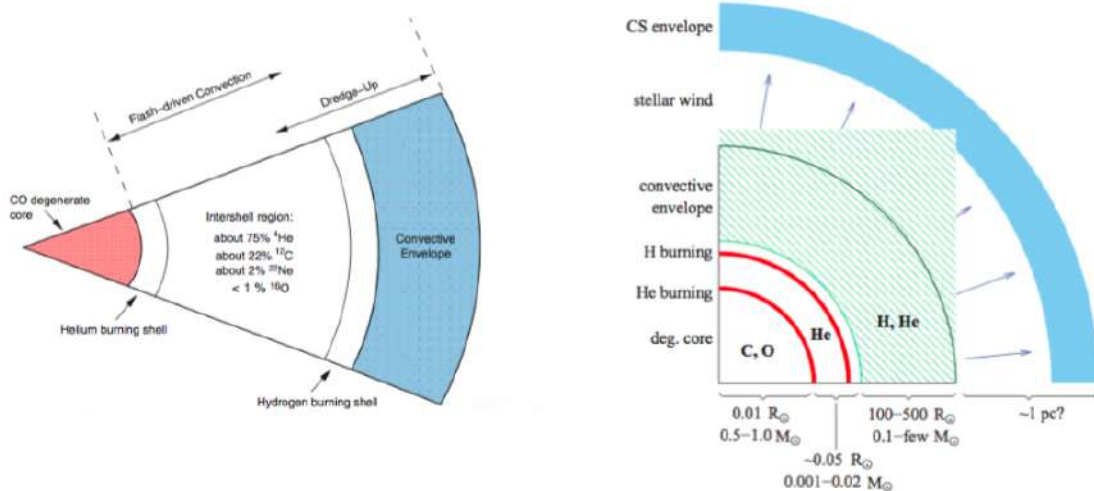 Flash–driven Convection
Dredge–Up
CO degenerate
core
Intershell region:
about 75% ⁴He
about 22% ¹²C
about 2% ²²Ne
< 1 % ¹⁶O
Convective
Envelope
Helium burning shell
Hydrogen burning shell
CS envelope
stellar wind
convective
envelope
H burning
He burning
deg. core
C, O
He
H, He
0.01 R☉
0.5–1.0 M☉
~0.05 R☉
0.001–0.02 M☉
100–500 R☉
0.1–few M☉
~1 pc?